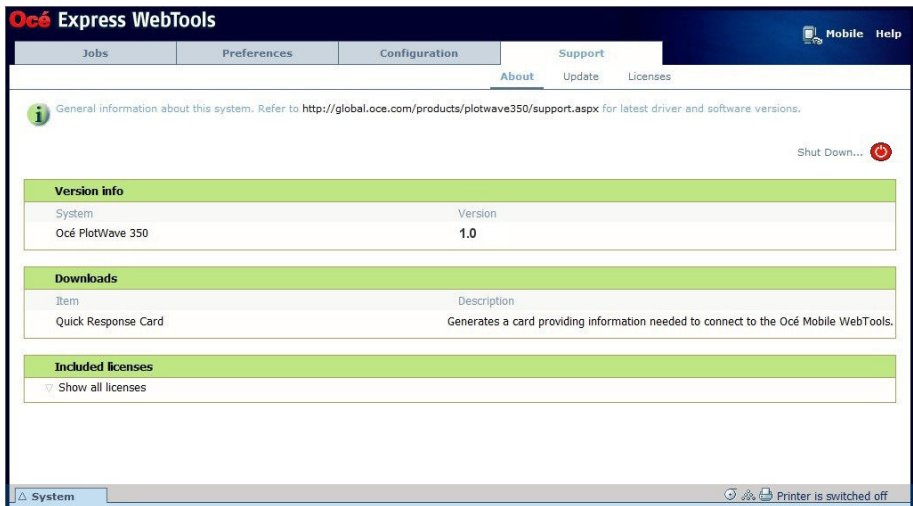 Océ Express WebTools
Mobile Help
Jobs Preferences Configuration Support
About Update Licenses
General information about this system. Refer to http://global.oce.com/products/plotwave350/support.aspx for latest driver and software versions.
Shut Down...
Version info
System Version
Océ PlotWave 350 1.0
Downloads
Item Description
Quick Response Card Generates a card providing information needed to connect to the Océ Mobile WebTools.
Included licenses
Show all licenses
System Printer is switched off